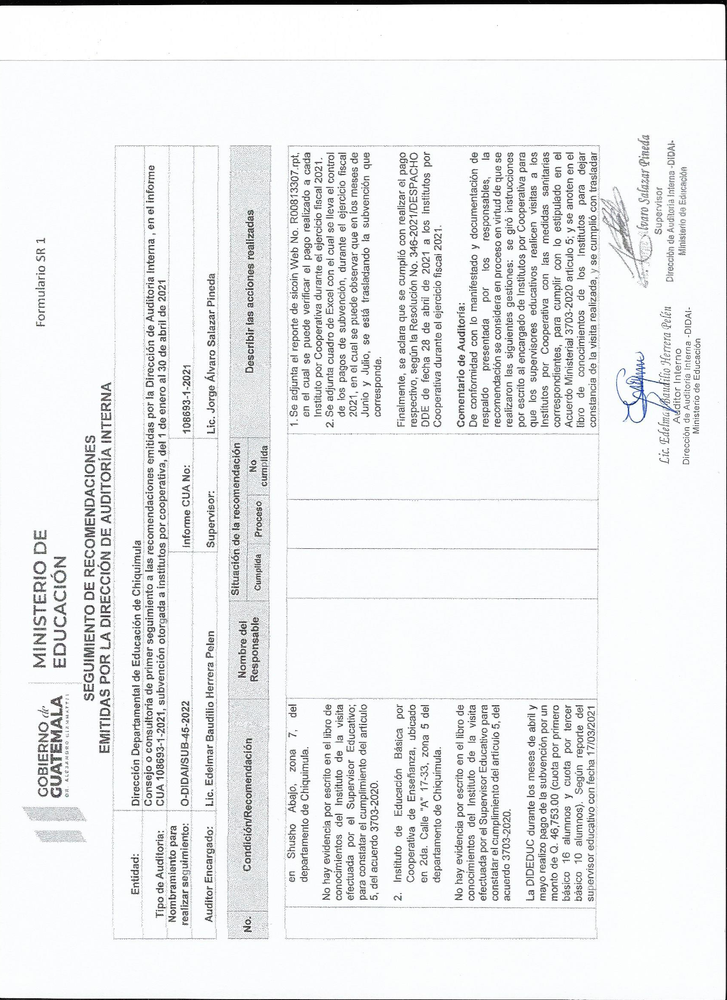 Formulario SR 1
GOBIERNO de
GUATEMALA
DR. ALEJANDRO GIAMMATTEI
MINISTERIO DE
EDUCACIÓN
SEGUIMIENTO DE RECOMENDACIONES
EMITIDAS POR LA DIRECCIÓN DE AUDITORÍA INTERNA
Entidad: Dirección Departamental de Educación de Chiquimula
Tipo de Auditoria: Consejo o consultoria de primer seguimiento a las recomendaciones emitidas por la Dirección de Auditoria Interna , en el informe
CUA 108693-1-2021, subvención otorgada a institutos por cooperativa, del 1 de enero al 30 de abril de 2021
Nombramiento para
realizar seguimiento: O-DIDAI/SUB-45-2022 Informe CUA No: 108693-1-2021
Auditor Encargado: Lic. Edelmar Baudilio Herrera Pelen Supervisor: Lic. Jorge Álvaro Salazar Pineda
No. Condición/Recomendación Nombre del
Responsable
Situación de la recomendación
Cumplida Proceso No
cumplida
Describir las acciones realizadas
en Shusho Abajo, zona 7, del
departamento de Chiquimula.
No hay evidencia por escrito en el libro de
conocimientos del Instituto de la visita
efectuada por el Supervisor Educativo;
para constatar el cumplimiento del artículo
5, del acuerdo 3703-2020.
2. Instituto de Educación Básica por
Cooperativa de Enseñanza, ubicado
en 2da. Calle "A" 17-33, zona 5 del
departamento de Chiquimula.
No hay evidencia por escrito en el libro de
conocimientos del Instituto de la visita
efectuada por el Supervisor Educativo para
constatar el cumplimiento del artículo 5, del
acuerdo 3703-2020.
La DIDEDUC durante los meses de abril y
mayo realizo pago de la subvención por un
monto de Q. 46,753.00 (cuota por primero
básico 16 alumnos y cuota por tercer
básico 10 alumnos). Según reporte del
supervisor educativo con fecha 17/03/2021
1. Se adjunta el reporte de sicoin Web No. R00813307.rpt,
en el cual se puede verificar el pago realizado a cada
Instituto por Cooperativa durante el ejercicio fiscal 2021.
2. Se adjunta cuadro de Excel con el cual se lleva el control
de los pagos de subvención, durante el ejercicio fiscal
2021, en el cual se puede observar que en los meses de
Junio y Julio, se está trasladando la subvención que
corresponde.
Finalmente, se aclara que se cumplió con realizar el pago
respectivo, según la Resolución No. 346-2021/DESPACHO
DDE de fecha 28 de abril de 2021 a los Institutos por
Cooperativa durante el ejercicio fiscal 2021.
Comentario de Auditoría:
De conformidad con lo manifestado y documentación de
respaldo presentada por los responsables, la
recomendación se considera en proceso en virtud de que se
realizaron las siguientes gestiones: se giró instrucciones
por escrito al encargado de Institutos por Cooperativa para
que los supervisores educativos realicen visitas a los
Institutos por Cooperativa con las medidas sanitarias
correspondientes, para cumplir con lo estipulado en el
Acuerdo Ministerial 3703-2020 artículo 5; y se anoten en el
libro de conocimientos de los Institutos para dejar
constancia de la visita realizada, y se cumplió con trasladar
Lic. Edelmar Baudilio Herrera Pelén
Auditor Interno
Dirección de Auditoría Interna -DIDAI-
Ministerio de Educación
Alvaro Salazar Pineda
Supervisor
Dirección de Auditoría Interna -DIDAI-
Ministerio de Educación